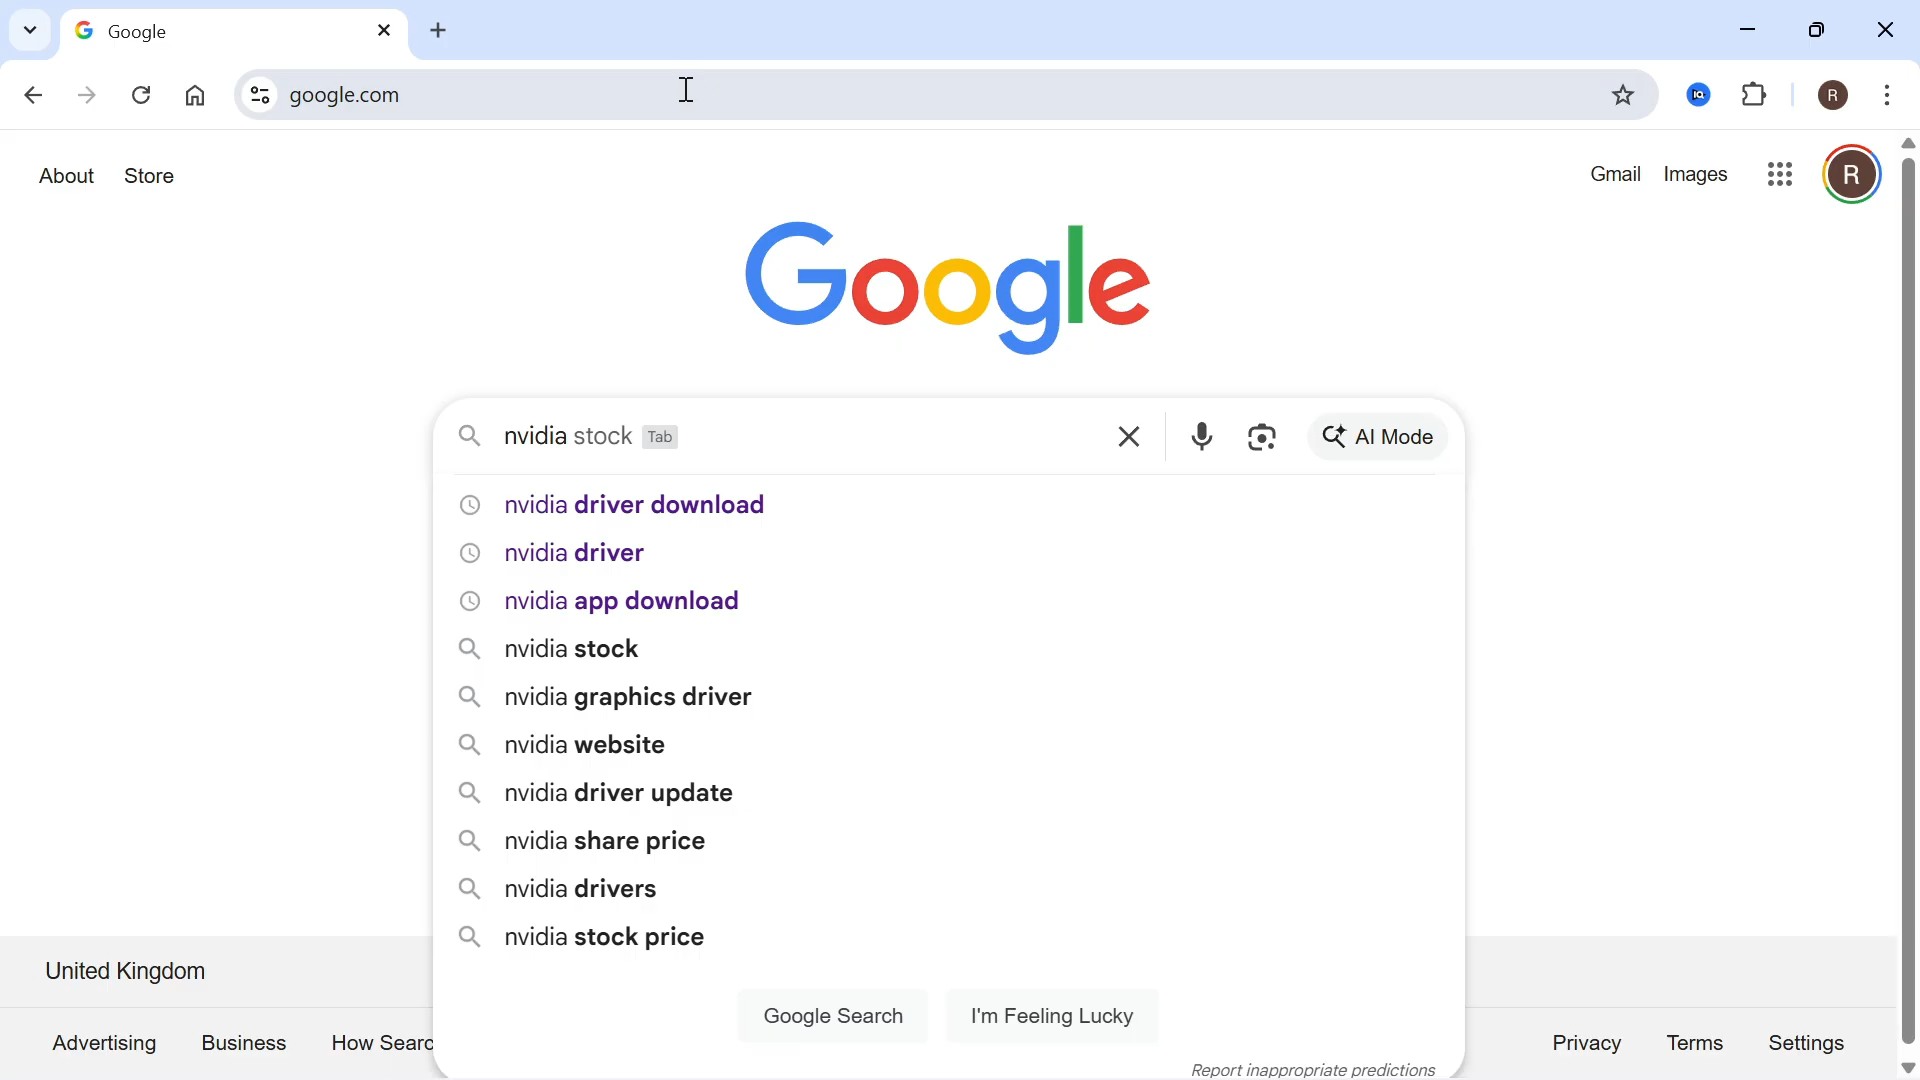 Google
google.com
R
About Store
Gmail Images
R
Google
nvidia stock Tab
AI Mode
nvidia driver download
nvidia driver
nvidia app download
nvidia stock
nvidia graphics driver
nvidia website
nvidia driver update
nvidia share price
nvidia drivers
nvidia stock price
United Kingdom
Google Search I'm Feeling Lucky
Advertising Business How Searc
Privacy Terms Settings
Report inappropriate predictions